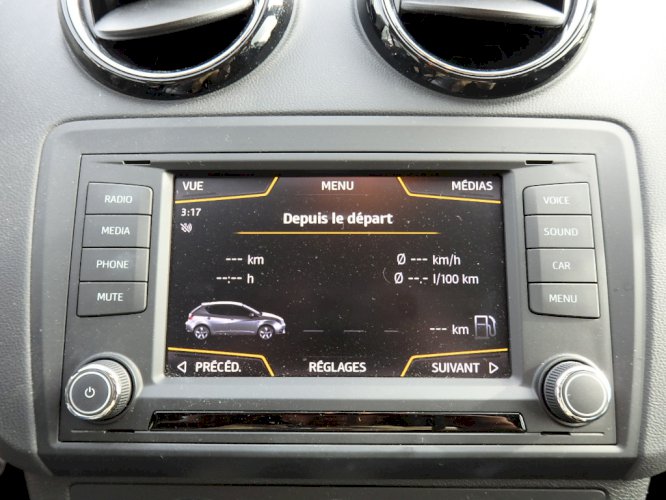 VUE MENU MÉDIAS
3:17
Depuis le départ
--- km Ø --- km/h
--:-- h Ø --.- l/100 km
--- km
◁ PRÉCÉD. RÉGLAGES SUIVANT ▷
RADIO
MEDIA
PHONE
MUTE
VOICE
SOUND
CAR
MENU